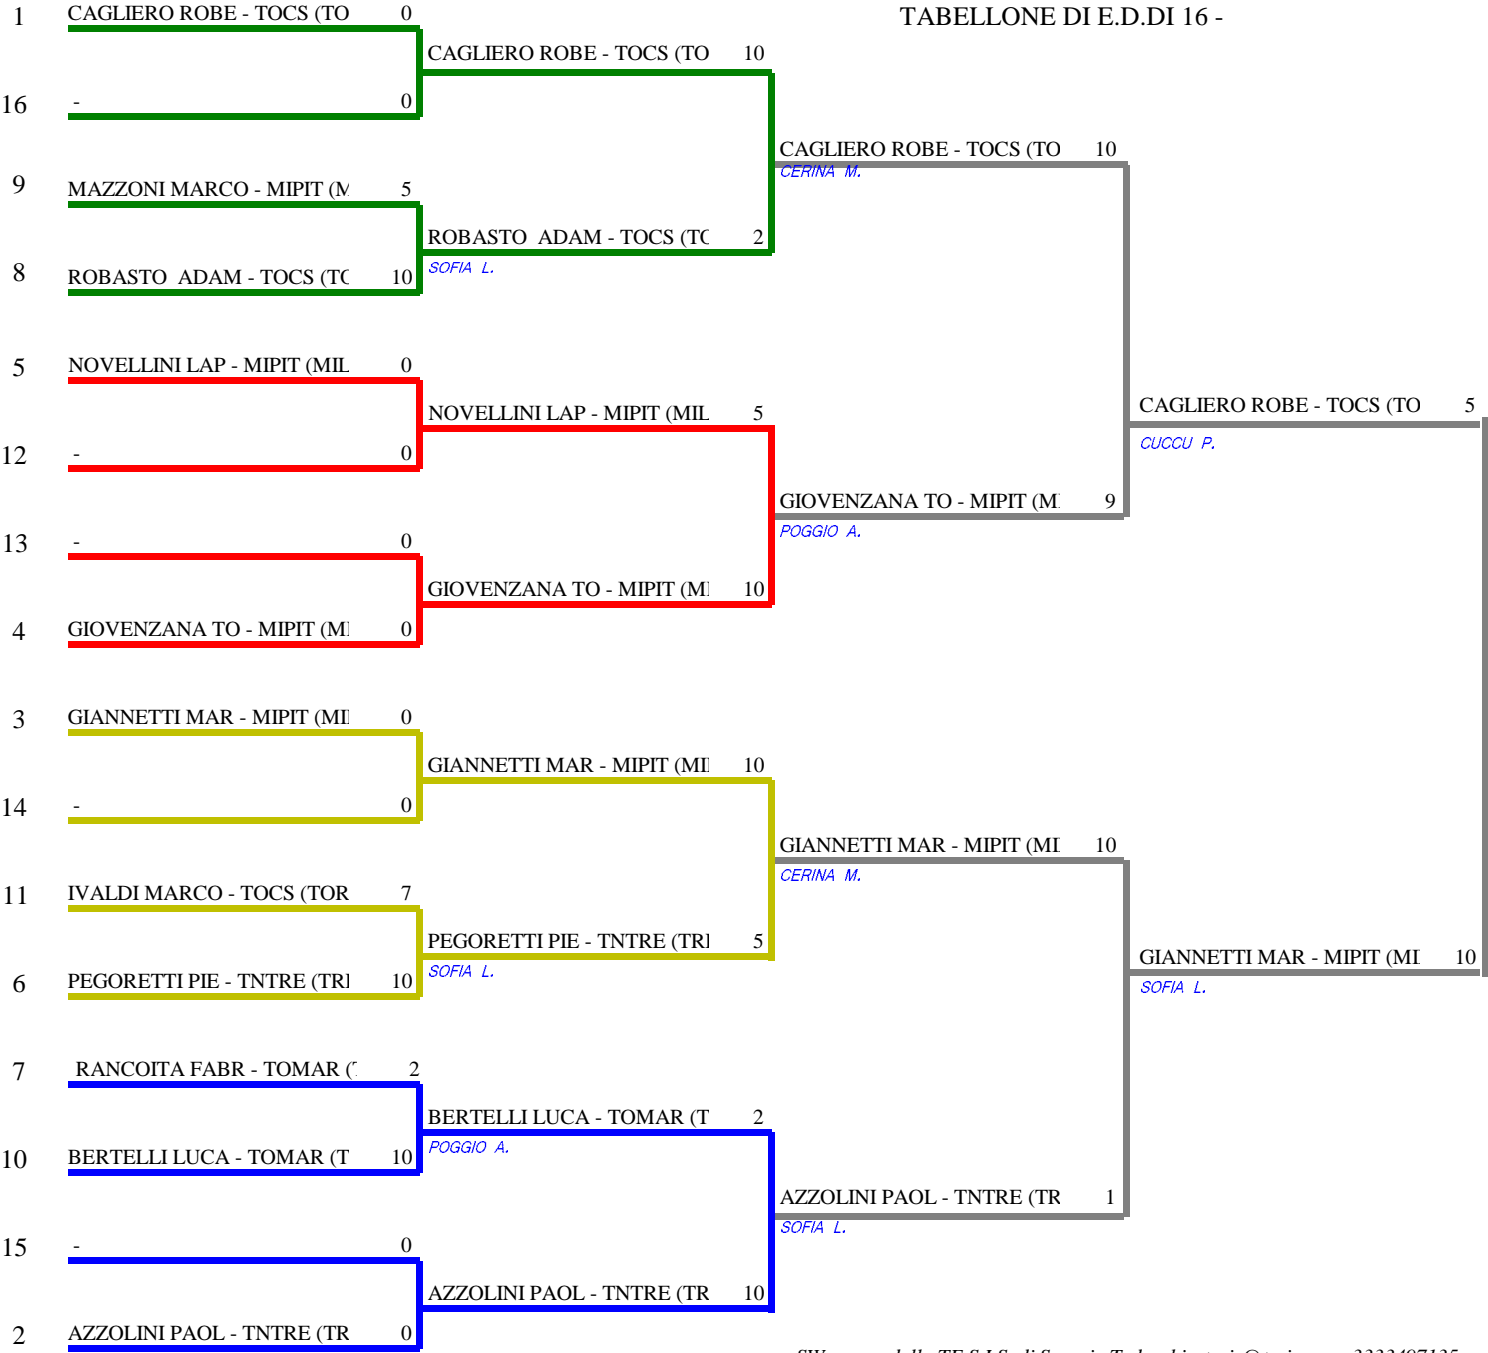 TABELLONE DI E.D.DI 16 -
1 CAGLIERO ROBE - TOCS (TO 0
CAGLIERO ROBE - TOCS (TO 10
16 - 0
CAGLIERO ROBE - TOCS (TO 10
CERINA M.
9 MAZZONI MARCO - MIPIT (M 5
ROBASTO ADAM - TOCS (TO 2
SOFIA L.
8 ROBASTO ADAM - TOCS (TO 10
5 NOVELLINI LAP - MIPIT (MIL 0
NOVELLINI LAP - MIPIT (MIL 5
CAGLIERO ROBE - TOCS (TO 5
CUCCU P.
12 - 0
GIOVENZANA TO - MIPIT (M 9
POGGIO A.
13 - 0
GIOVENZANA TO - MIPIT (MI 10
4 GIOVENZANA TO - MIPIT (MI 0
3 GIANNETTI MAR - MIPIT (MI 0
GIANNETTI MAR - MIPIT (MI 10
14 - 0
GIANNETTI MAR - MIPIT (MI 10
CERINA M.
11 IVALDI MARCO - TOCS (TOR 7
PEGORETTI PIE - TNTRE (TRI 5
SOFIA L.
GIANNETTI MAR - MIPIT (MI 10
SOFIA L.
6 PEGORETTI PIE - TNTRE (TRI 10
7 RANCOITA FABR - TOMAR (T 2
BERTELLI LUCA - TOMAR (T 2
POGGIO A.
10 BERTELLI LUCA - TOMAR (T 10
AZZOLINI PAOL - TNTRE (TR 1
SOFIA L.
15 - 0
AZZOLINI PAOL - TNTRE (TR 10
2 AZZOLINI PAOL - TNTRE (TR 0